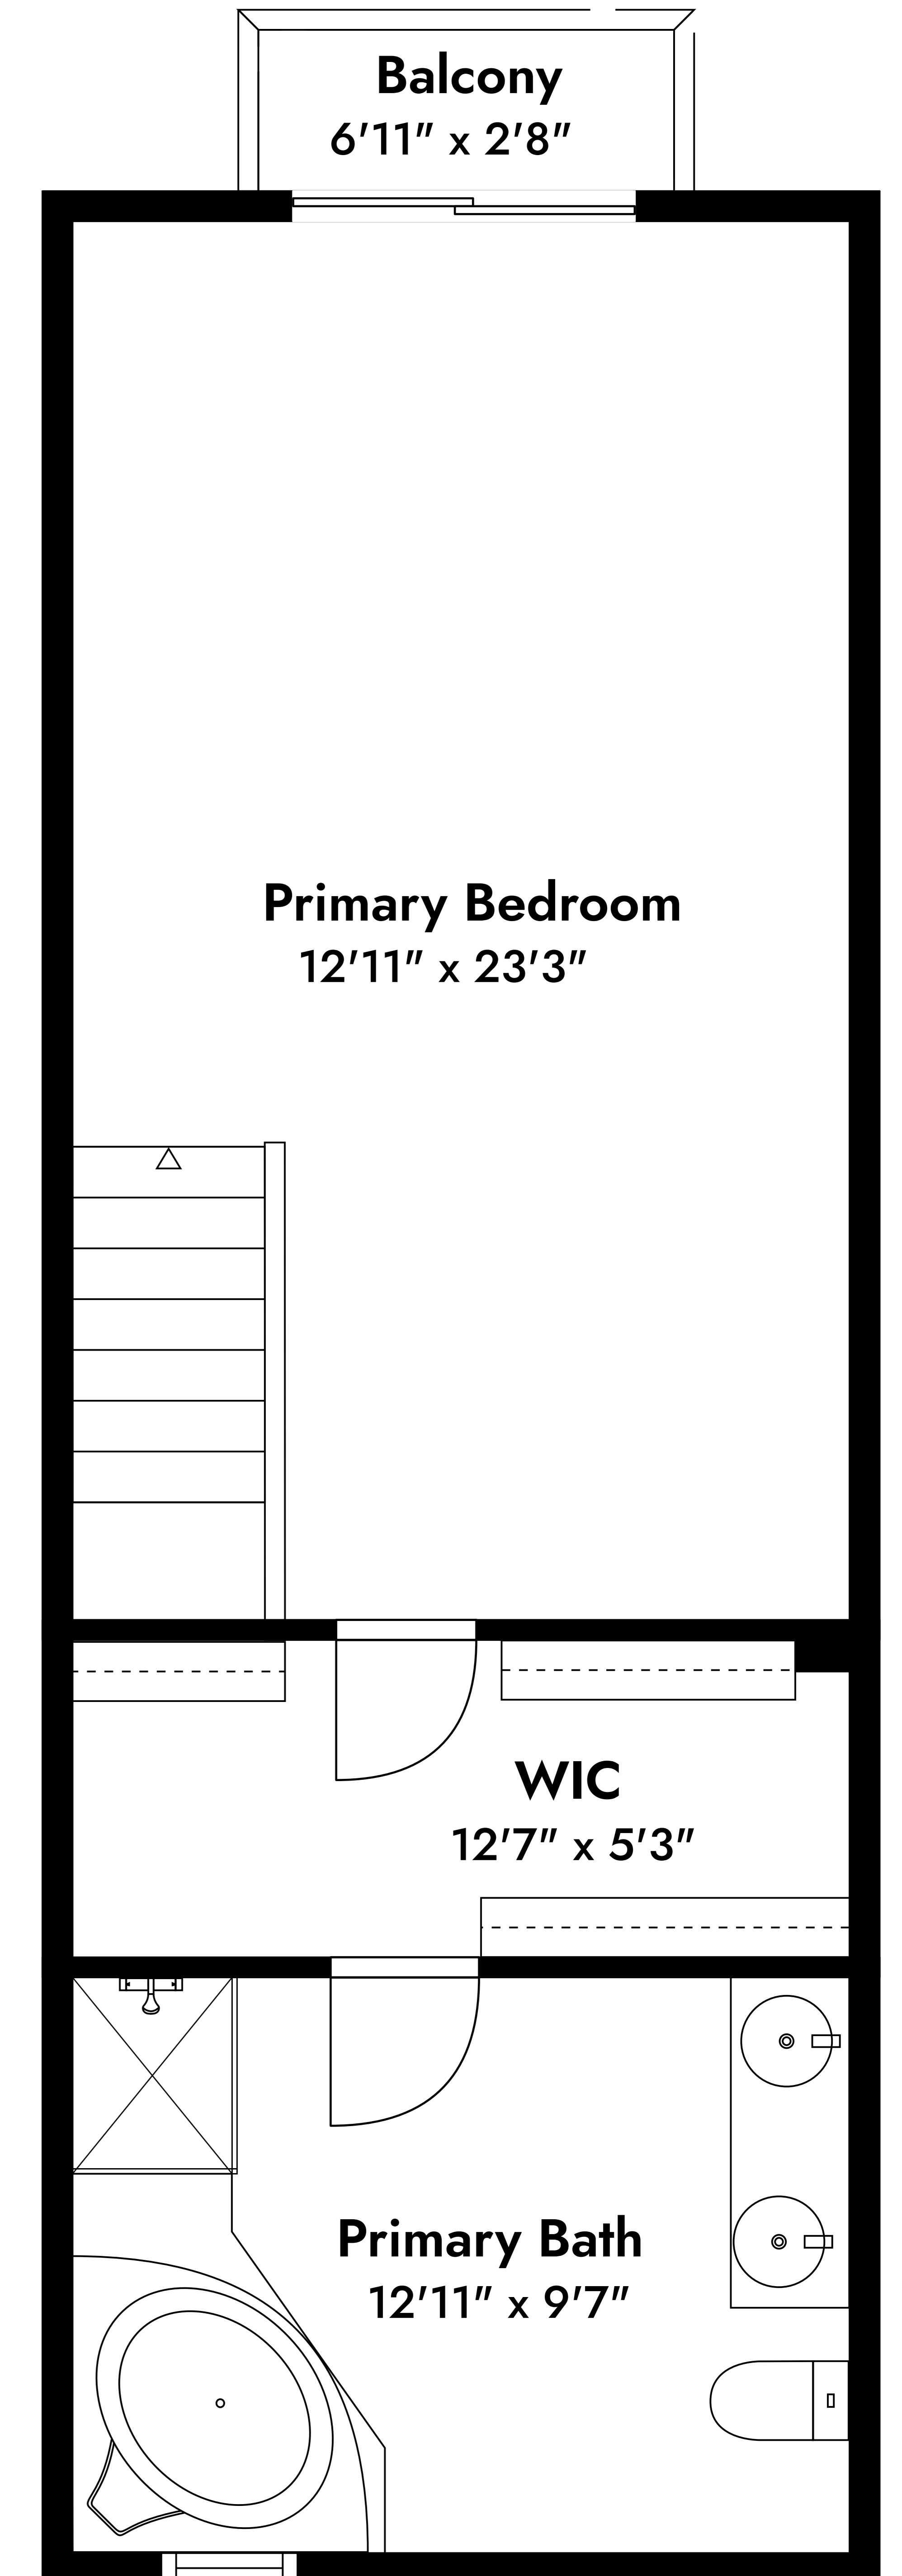 Balcony
6'11" x 2'8"
Primary Bedroom
12'11" x 23'3"
WIC
12'7" x 5'3"
Primary Bath
12'11" x 9'7"